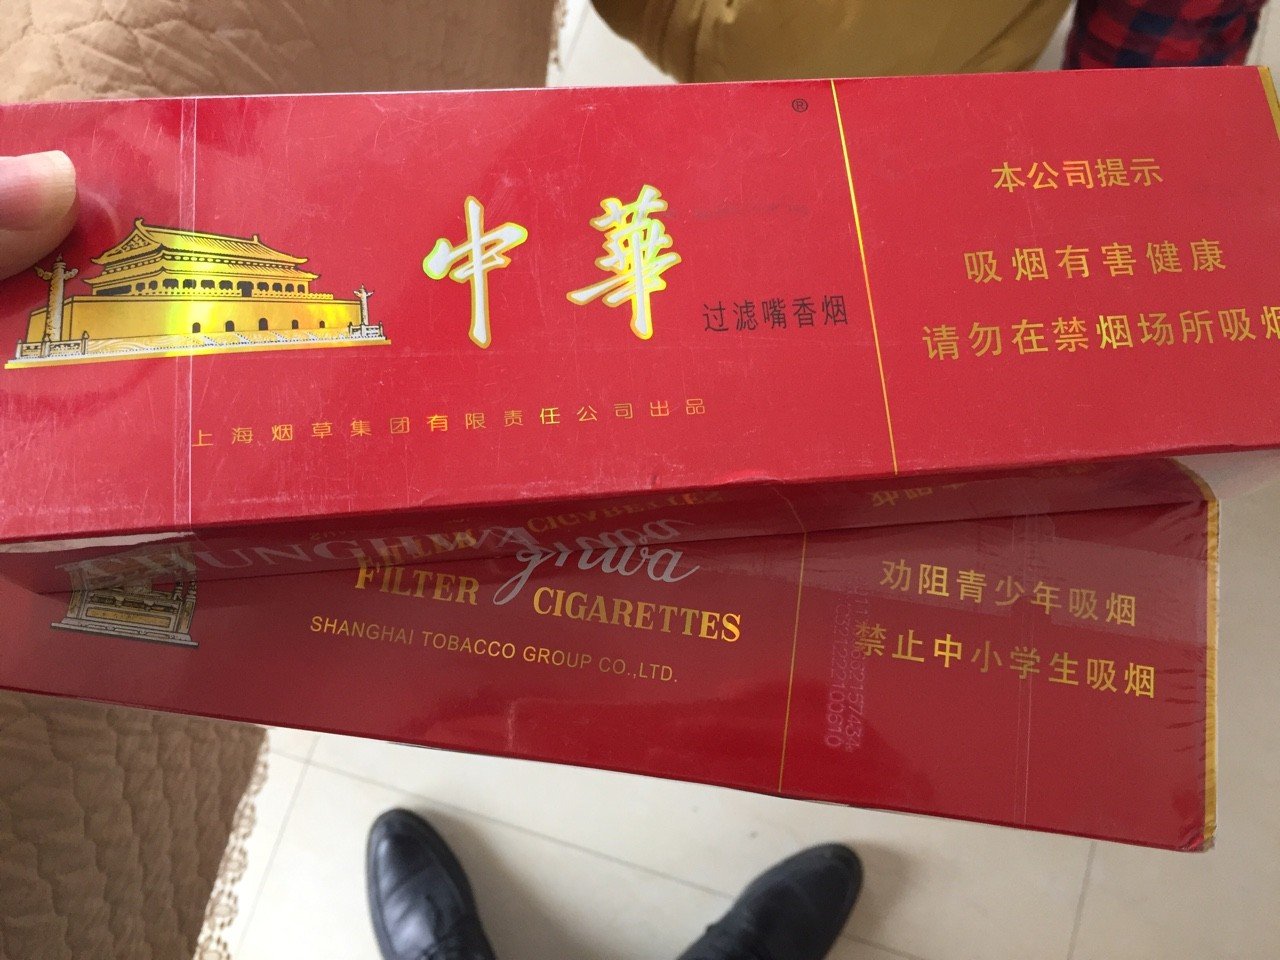 ®
中華
过滤嘴香烟
上海烟草集团有限责任公司出品
本公司提示
吸烟有害健康
请勿在禁烟场所吸烟
FILTER CIGARETTES
SHANGHAI TOBACCO GROUP CO.,LTD.
劝阻青少年吸烟
禁止中小学生吸烟